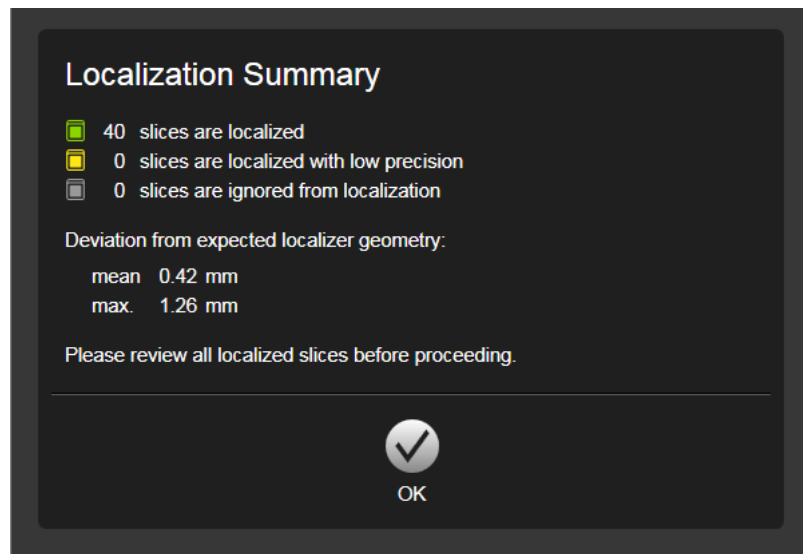 Localization Summary
40 slices are localized
0 slices are localized with low precision
0 slices are ignored from localization
Deviation from expected localizer geometry:
mean 0.42 mm
max. 1.26 mm
Please review all localized slices before proceeding.
OK